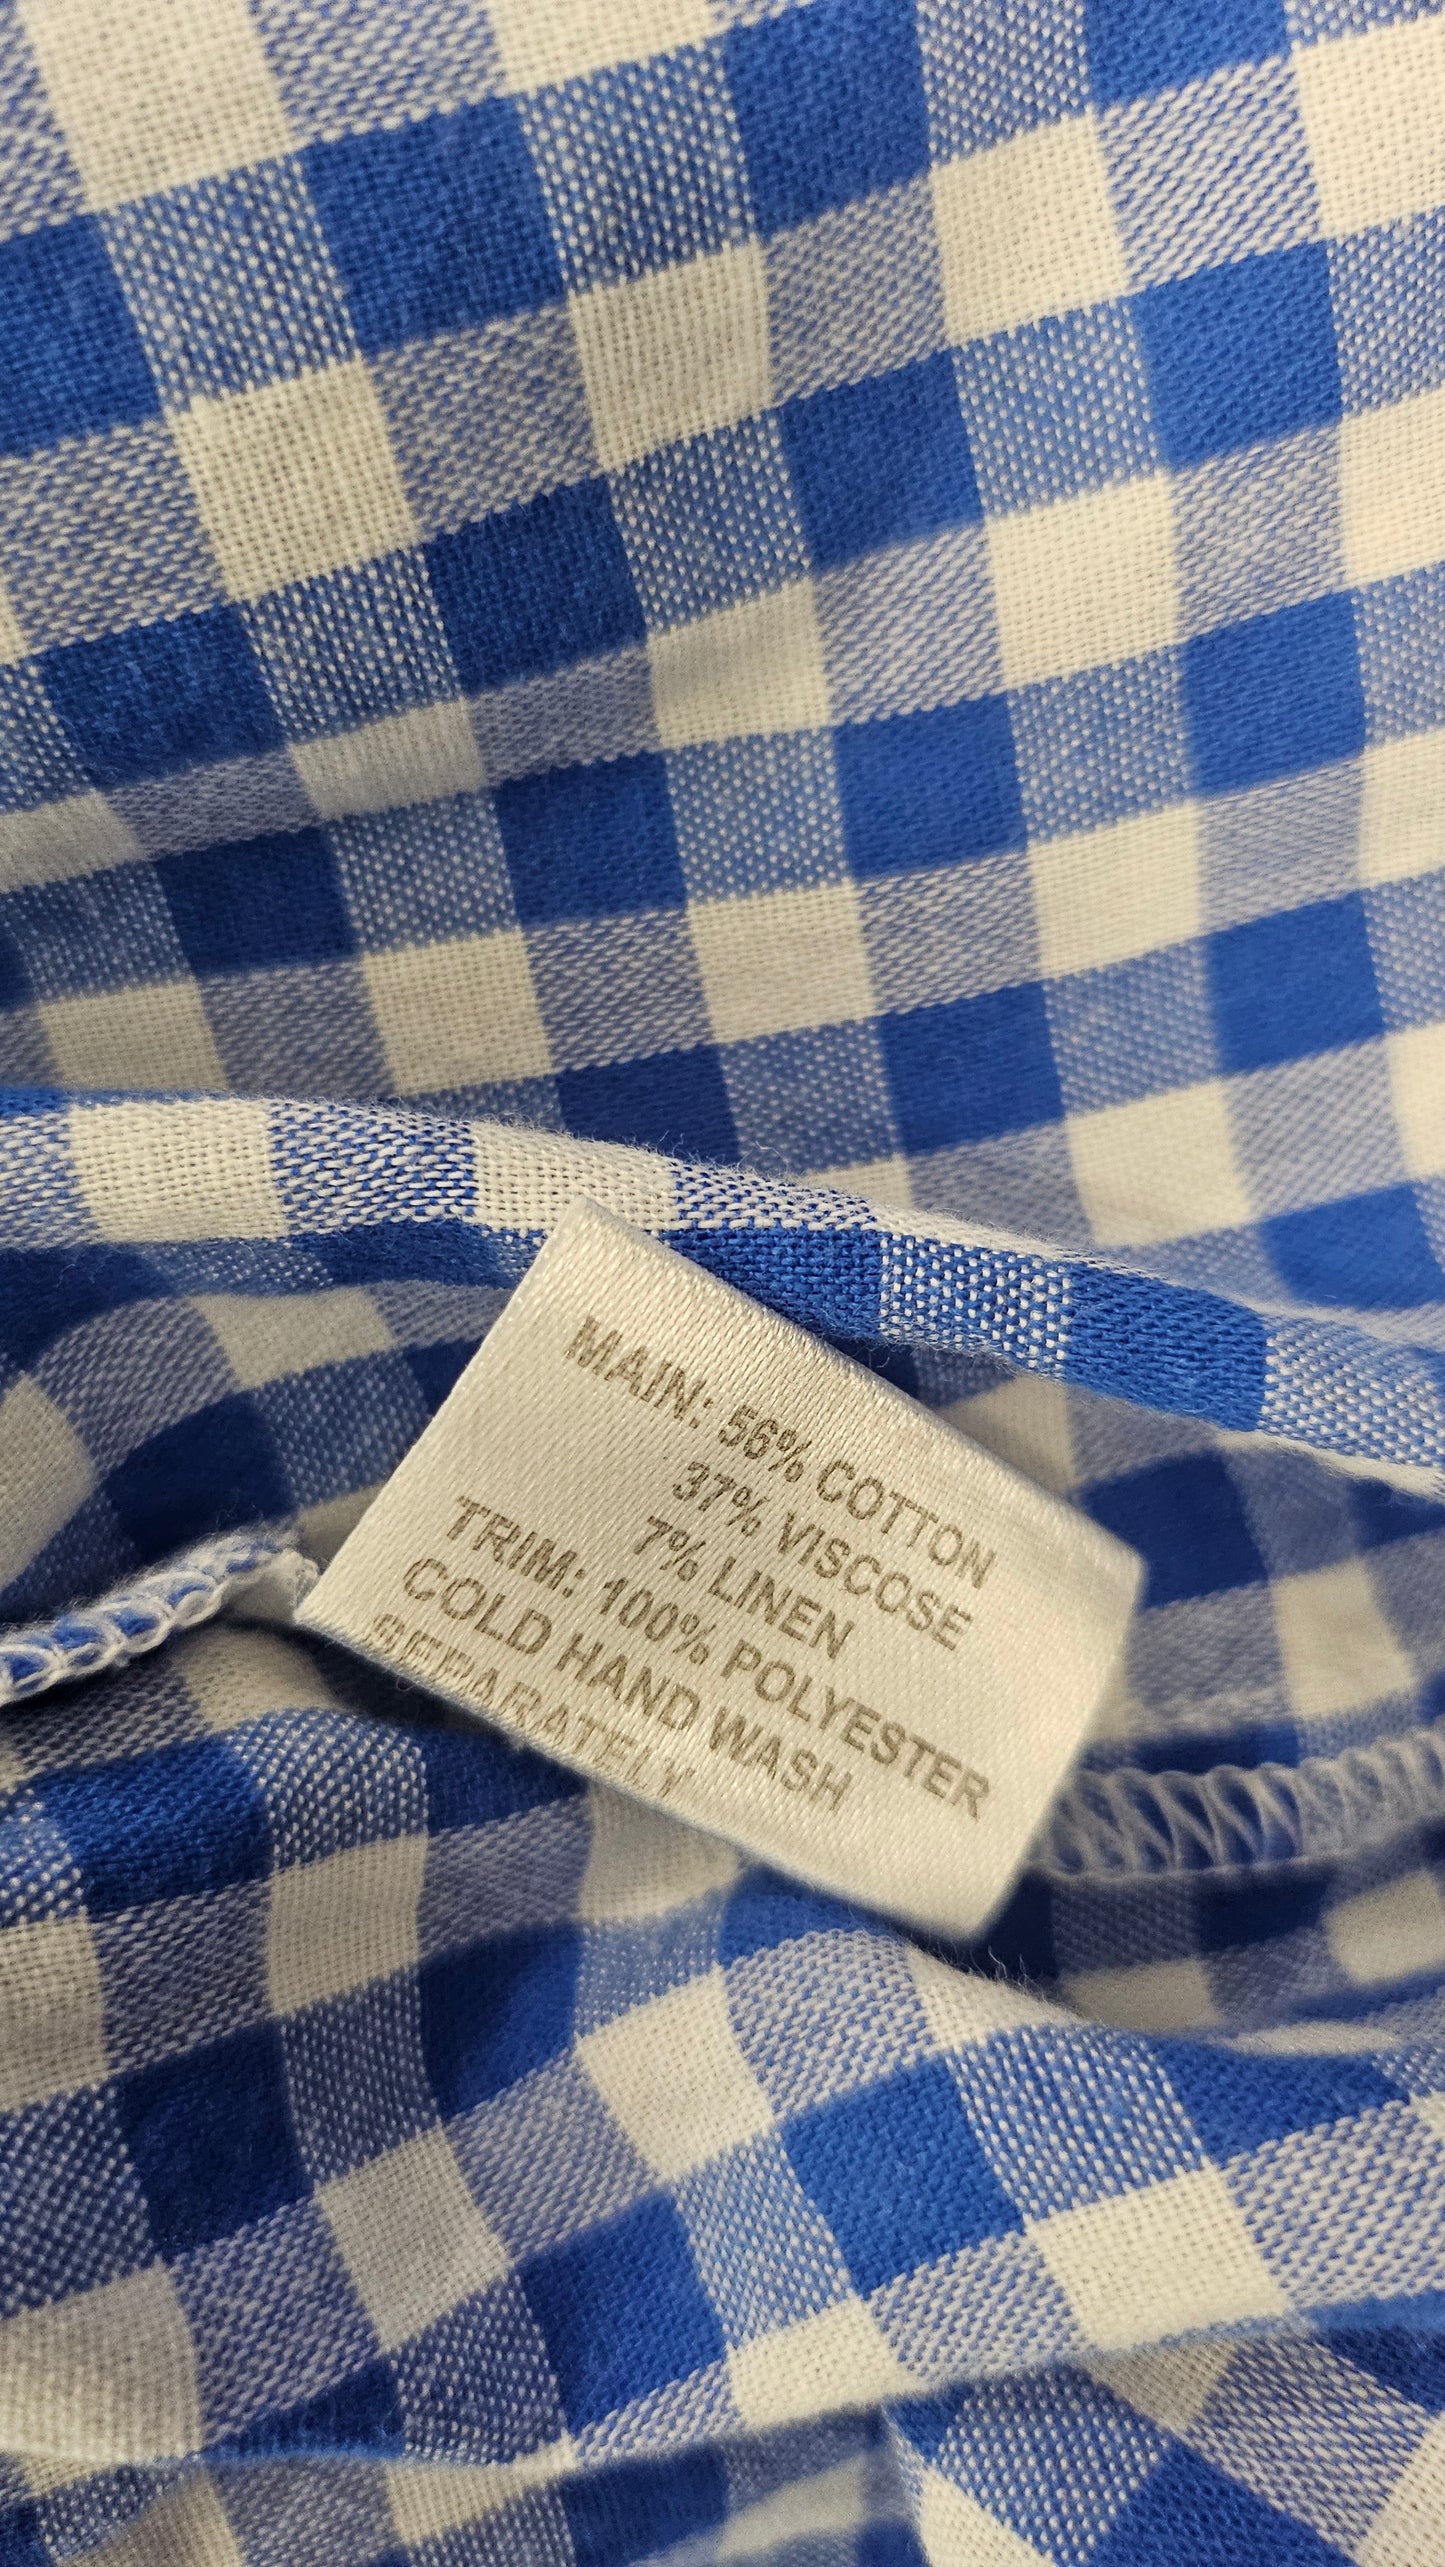 MAIN: 56% COTTON
37% VISCOSE
7% LINEN
TRIM: 100% POLYESTER
COLD HAND WASH
SEPARATELY